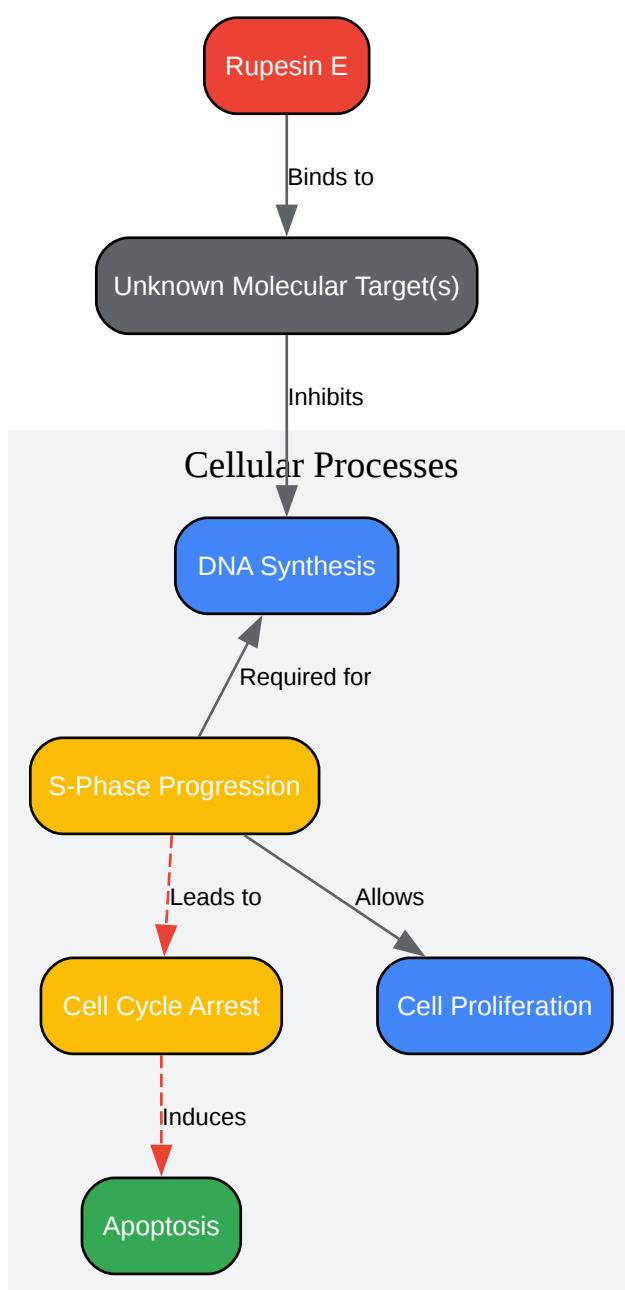 Rupesin E
Binds to
Unknown Molecular Target(s)
Inhibits
Cellular Processes
DNA Synthesis
Required for
S-Phase Progression
Leads to
Allows
Cell Cycle Arrest
Cell Proliferation
Induces
Apoptosis